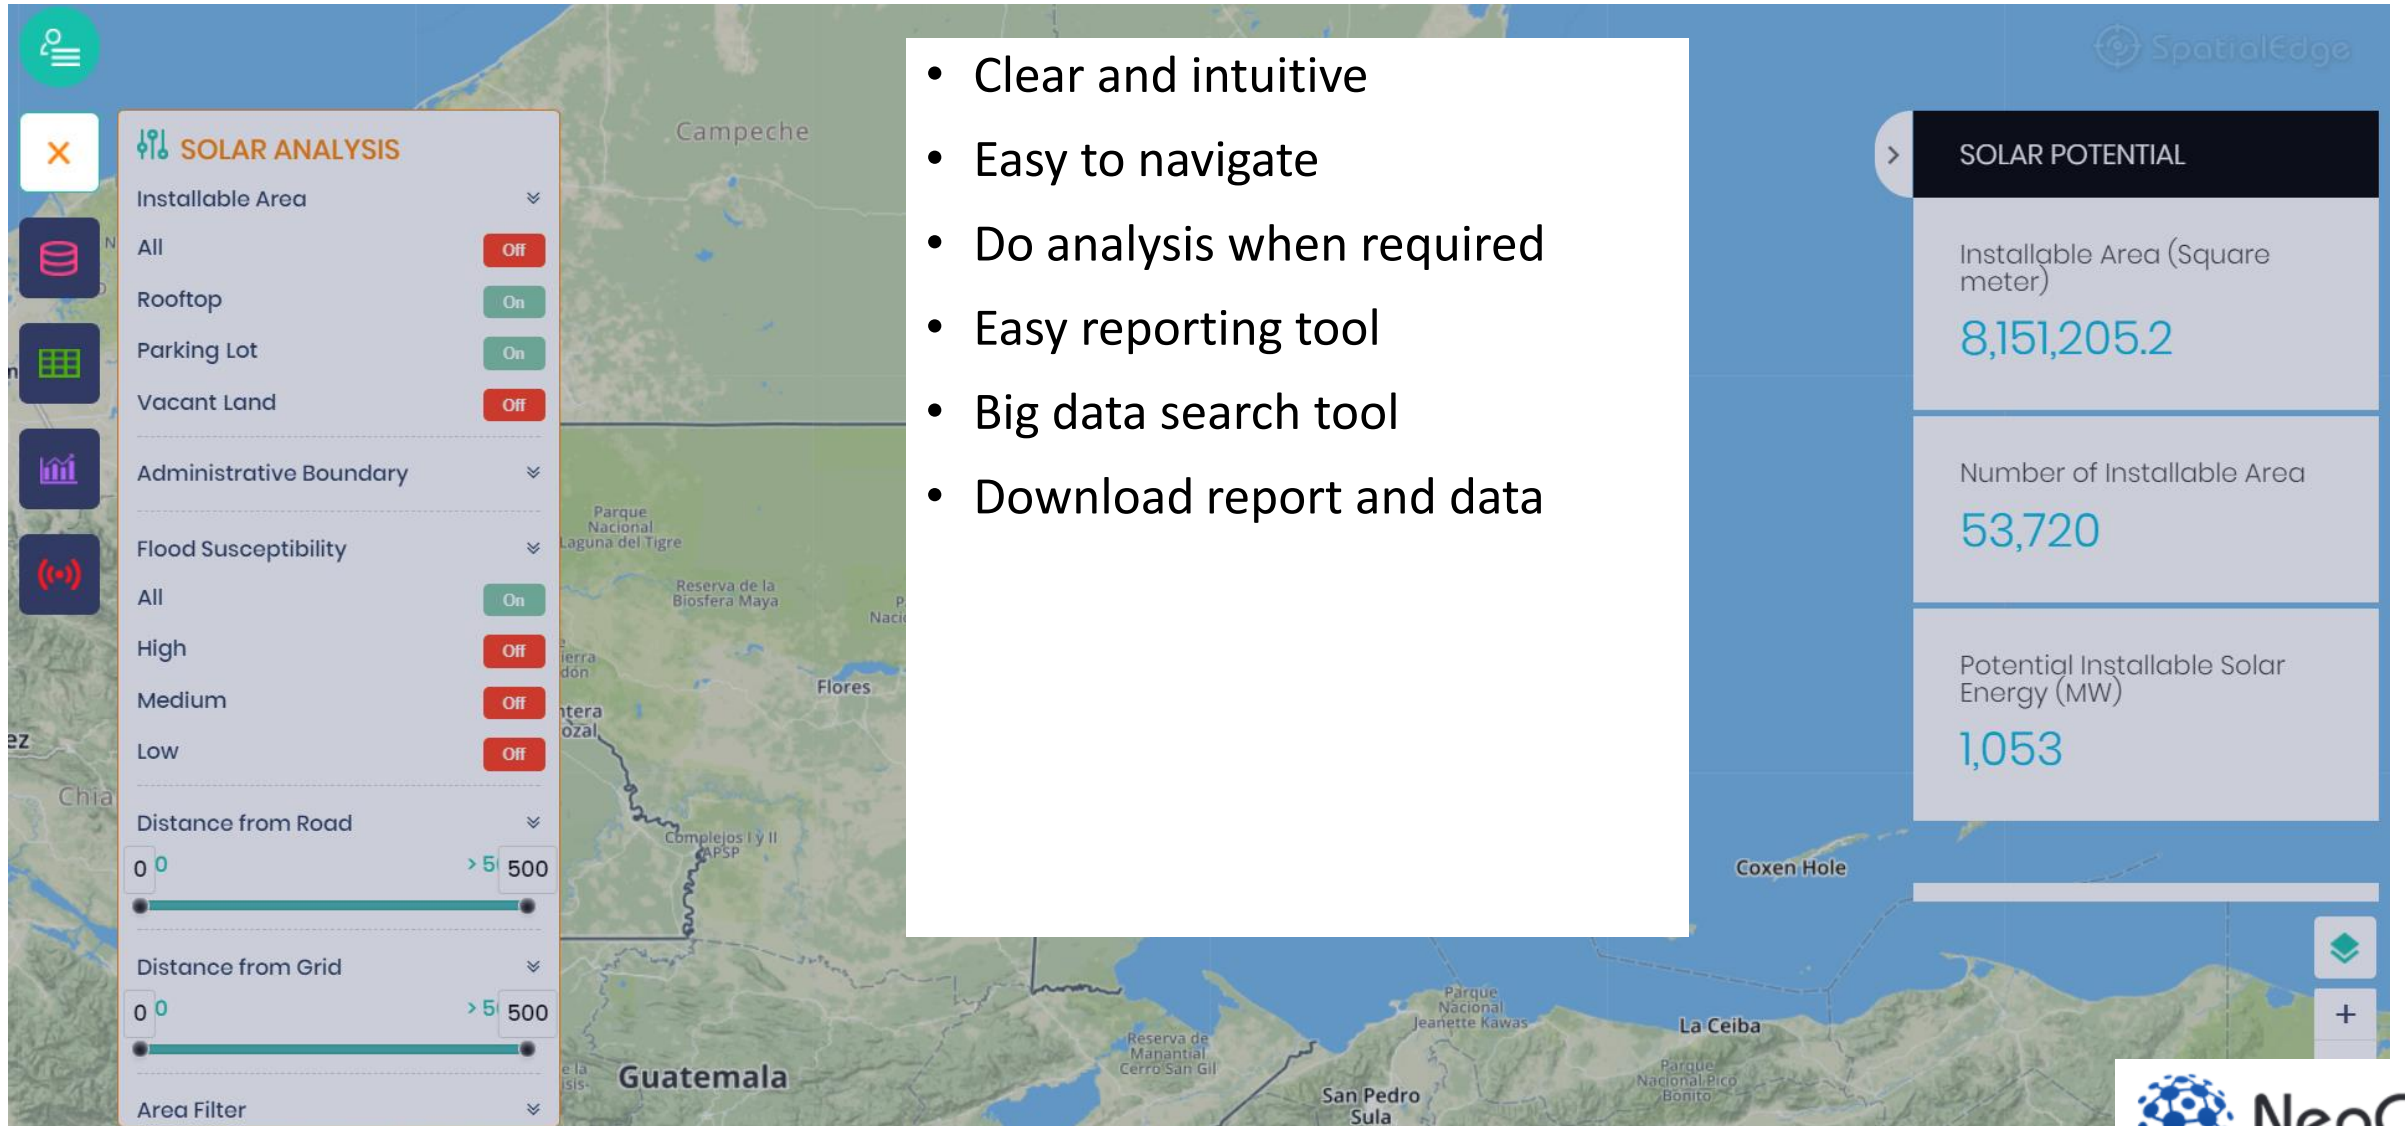 SpatialEdge
SOLAR ANALYSIS
Installable Area
All
Off
Rooftop
On
Parking Lot
On
Vacant Land
Off
Administrative Boundary
Flood Susceptibility
All
On
High
Off
Medium
Off
Low
Off
Distance from Road
0
0
500
Distance from Grid
0
0
500
Area Filter
• Clear and intuitive
• Easy to navigate
• Do analysis when required
• Easy reporting tool
• Big data search tool
• Download report and data
SOLAR POTENTIAL
Installable Area (Square
meter)
8,151,205.2
Number of Installable Area
53,720
Potential Installable Solar
Energy (MW)
1,053
+
Campeche
Parque
Nacional
Laguna del Tigre
Reserva de la
Biosfera Maya
Flores
Complejos I y II
APSP
Coxen Hole
Parque
Nacional
Jeanette Kawas
La Ceiba
Reserva de
Manantial
Cerro San Gil
Guatemala
Parque
Nacional Pico
Bonito
San Pedro
Sula